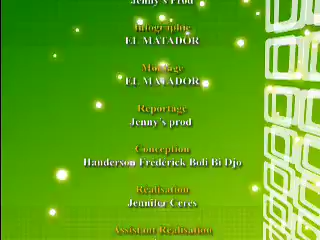 Jenny's Prod
Infographie
EL MATADOR
Montage
EL MATADOR
Reportage
Jenny's prod
Conception
Handerson Frederick Boli Bi Djo
Réalisation
Jennifer Ceres
Assistant Réalisation